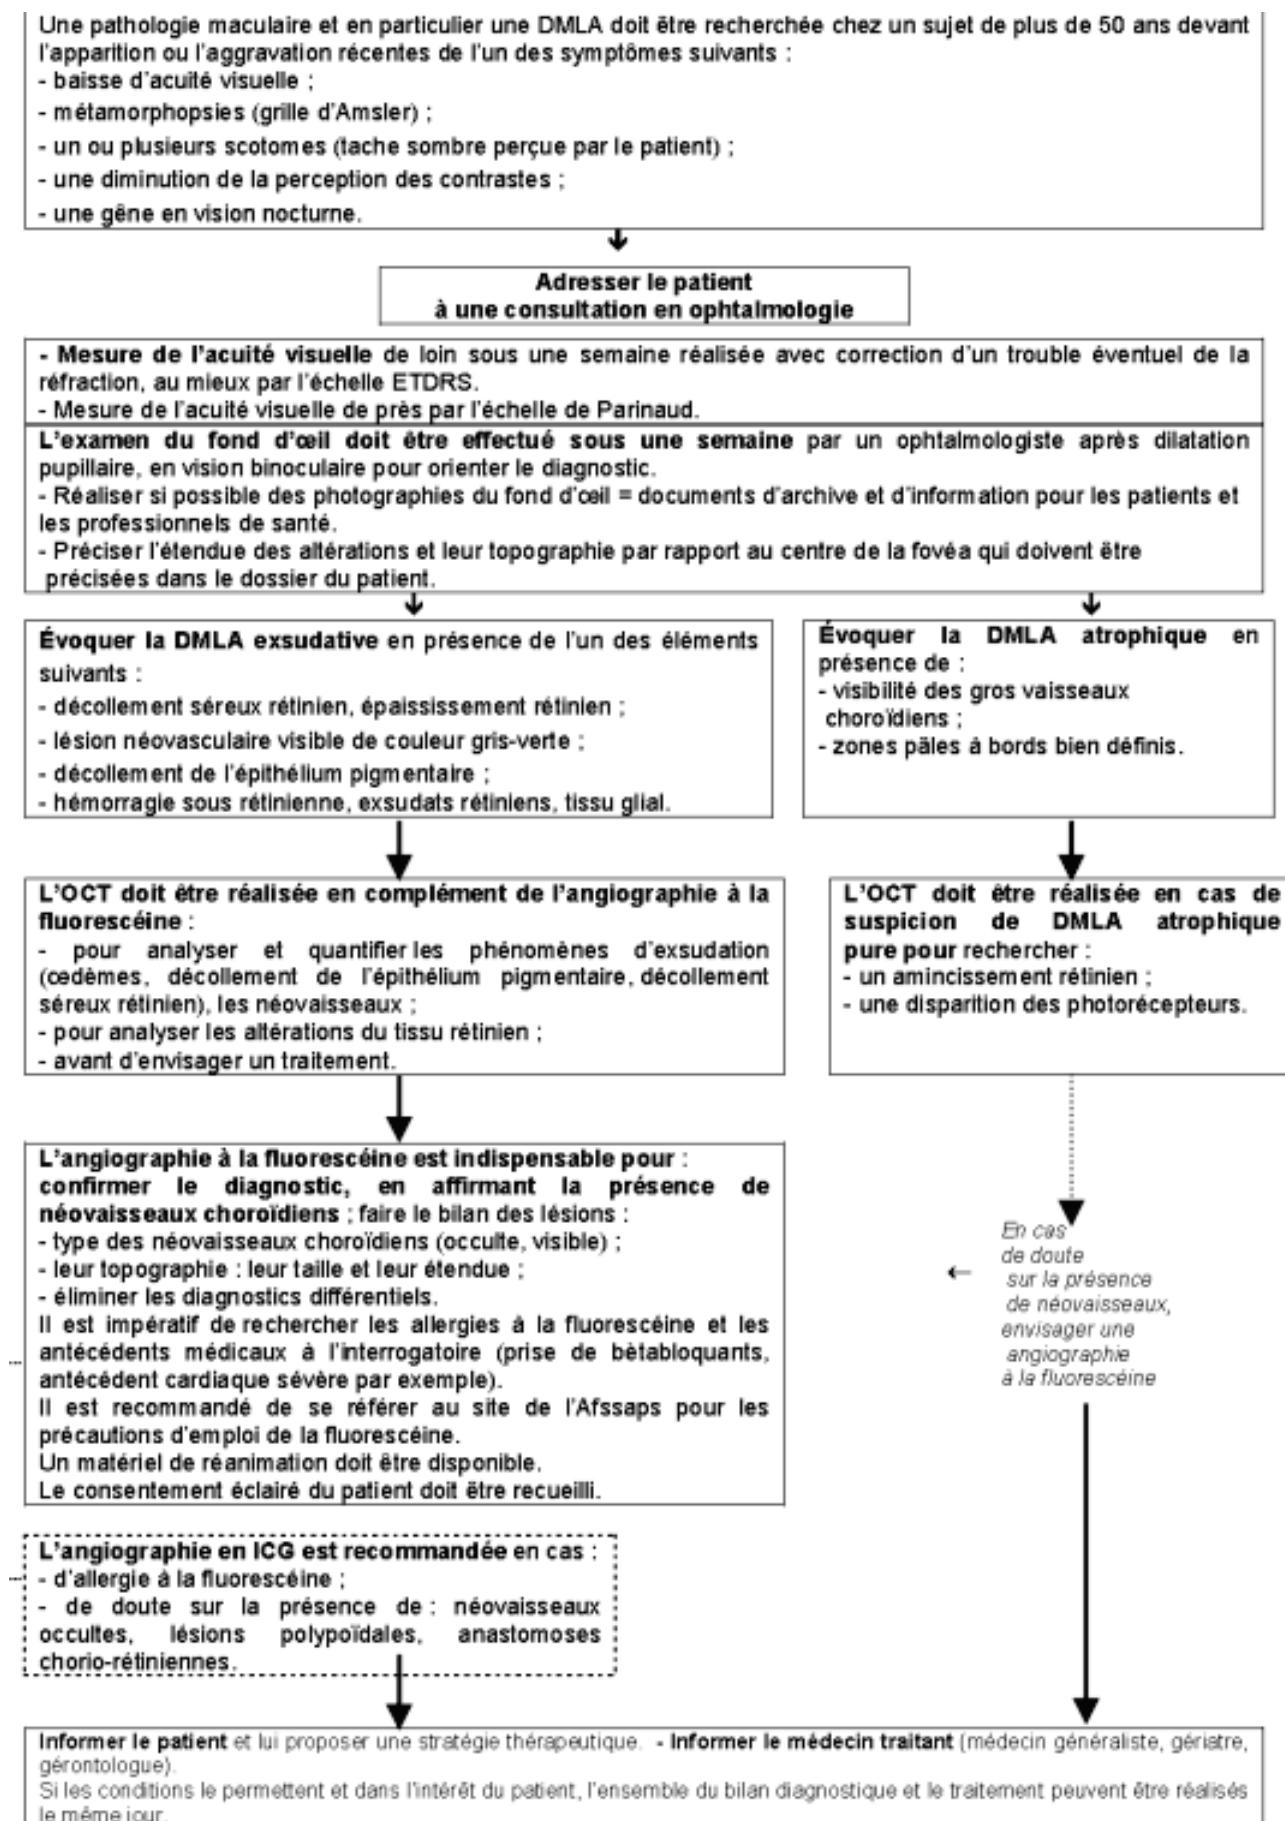 Une pathologie maculaire et en particulier une DMLA doit être recherchée chez un sujet de plus de 50 ans devant
l'apparition ou l'aggravation récentes de l'un des symptômes suivants :
- baisse d'acuité visuelle ;
- métamorphopsies (grille d'Amsler) ;
- un ou plusieurs scotomes (tache sombre perçue par le patient) ;
- une diminution de la perception des contrastes ;
- une gêne en vision nocturne.
Adresser le patient
à une consultation en ophtalmologie
- Mesure de l'acuité visuelle de loin sous une semaine réalisée avec correction d'un trouble éventuel de la
réfraction, au mieux par l'échelle ETDRS.
- Mesure de l'acuité visuelle de près par l'échelle de Parinaud.
L'examen du fond d'œil doit être effectué sous une semaine par un ophtalmologiste après dilatation
pupillaire, en vision binoculaire pour orienter le diagnostic.
- Réaliser si possible des photographies du fond d'œil = documents d'archive et d'information pour les patients et
les professionnels de santé.
- Préciser l'étendue des altérations et leur topographie par rapport au centre de la fovéa qui doivent être
précisées dans le dossier du patient.
Évoquer la DMLA exsudative en présence de l'un des éléments
suivants :
- décollement séreux rétinien, épaississement rétinien ;
- lésion néovasculaire visible de couleur gris-verte ;
- décollement de l'épithélium pigmentaire ;
- hémorragie sous rétinienne, exsudats rétiniens, tissu glial.
Évoquer la DMLA atrophique en
présence de :
- visibilité des gros vaisseaux
choroïdiens ;
- zones pâles à bords bien définis.
L'OCT doit être réalisée en complément de l'angiographie à la
fluorescéine :
- pour analyser et quantifier les phénomènes d'exsudation
(œdèmes, décollement de l'épithélium pigmentaire, décollement
séreux rétinien), les néovaisseaux ;
- pour analyser les altérations du tissu rétinien ;
- avant d'envisager un traitement.
L'OCT doit être réalisée en cas de
suspicion de DMLA atrophique
pure pour rechercher :
- un amincissement rétinien ;
- une disparition des photorécepteurs.
L'angiographie à la fluorescéine est indispensable pour :
confirmer le diagnostic, en affirmant la présence de
néovaisseaux choroïdiens ; faire le bilan des lésions :
- type des néovaisseaux choroïdiens (occulte, visible) ;
- leur topographie : leur taille et leur étendue ;
- éliminer les diagnostics différentiels.
Il est impératif de rechercher les allergies à la fluorescéine et les
antécédents médicaux à l'interrogatoire (prise de bètabloquants,
antécédent cardiaque sévère par exemple).
Il est recommandé de se référer au site de l'Afssaps pour les
précautions d'emploi de la fluorescéine.
Un matériel de réanimation doit être disponible.
Le consentement éclairé du patient doit être recueilli.
En cas
de doute
sur la présence
de néovaisseaux,
envisager une
angiographie
à la fluorescéine
L'angiographie en ICG est recommandée en cas :
- d'allergie à la fluorescéine ;
- de doute sur la présence de : néovaisseaux
occultes, lésions polypoïdales, anastomoses
chorio-rétiniennes.
Informer le patient et lui proposer une stratégie thérapeutique. - Informer le médecin traitant (médecin généraliste, gériatre,
gérontologue).
Si les conditions le permettent et dans l'intérêt du patient, l'ensemble du bilan diagnostique et le traitement peuvent être réalisés
le même jour.